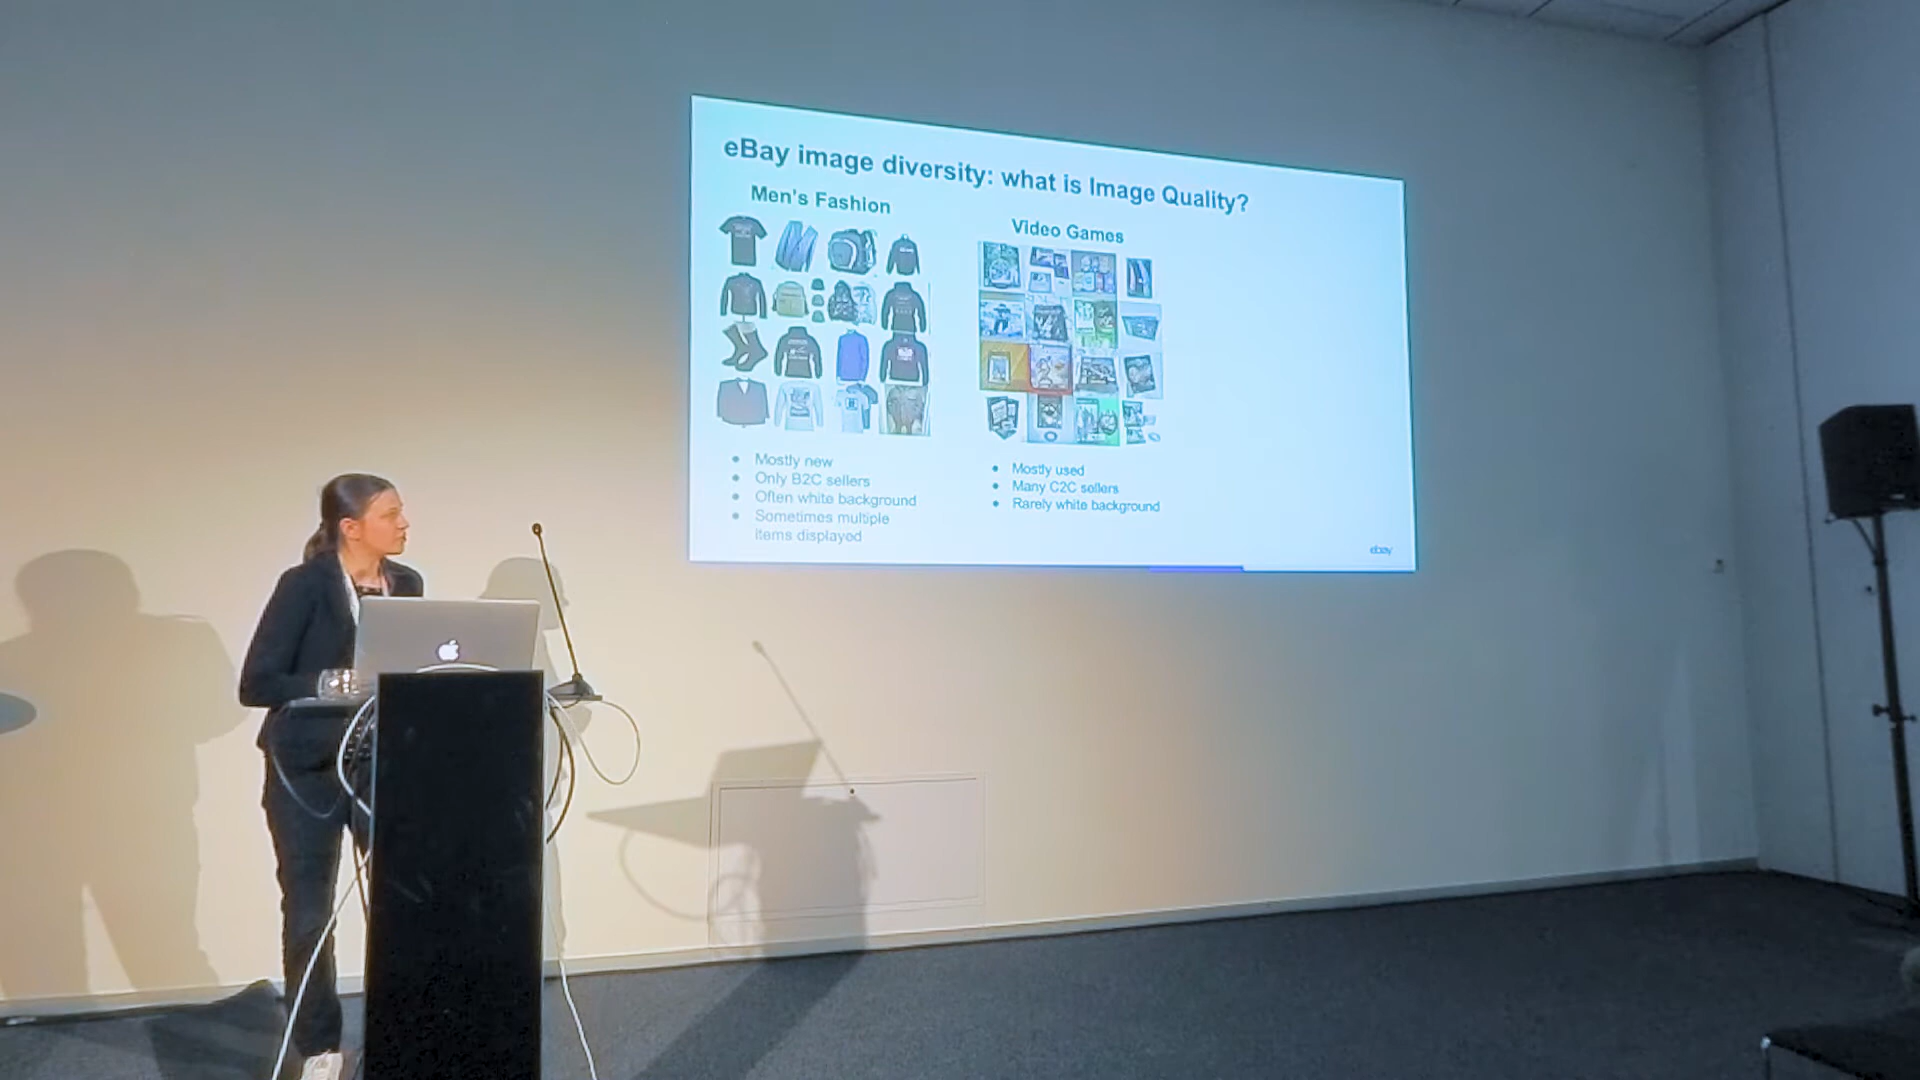 eBay image diversity: what is Image Quality?
Men's Fashion
Mostly new
Only B2C sellers
Often white background
Sometimes multiple
items displayed
Video Games
Mostly used
Many C2C sellers
Rarely white background
ebay